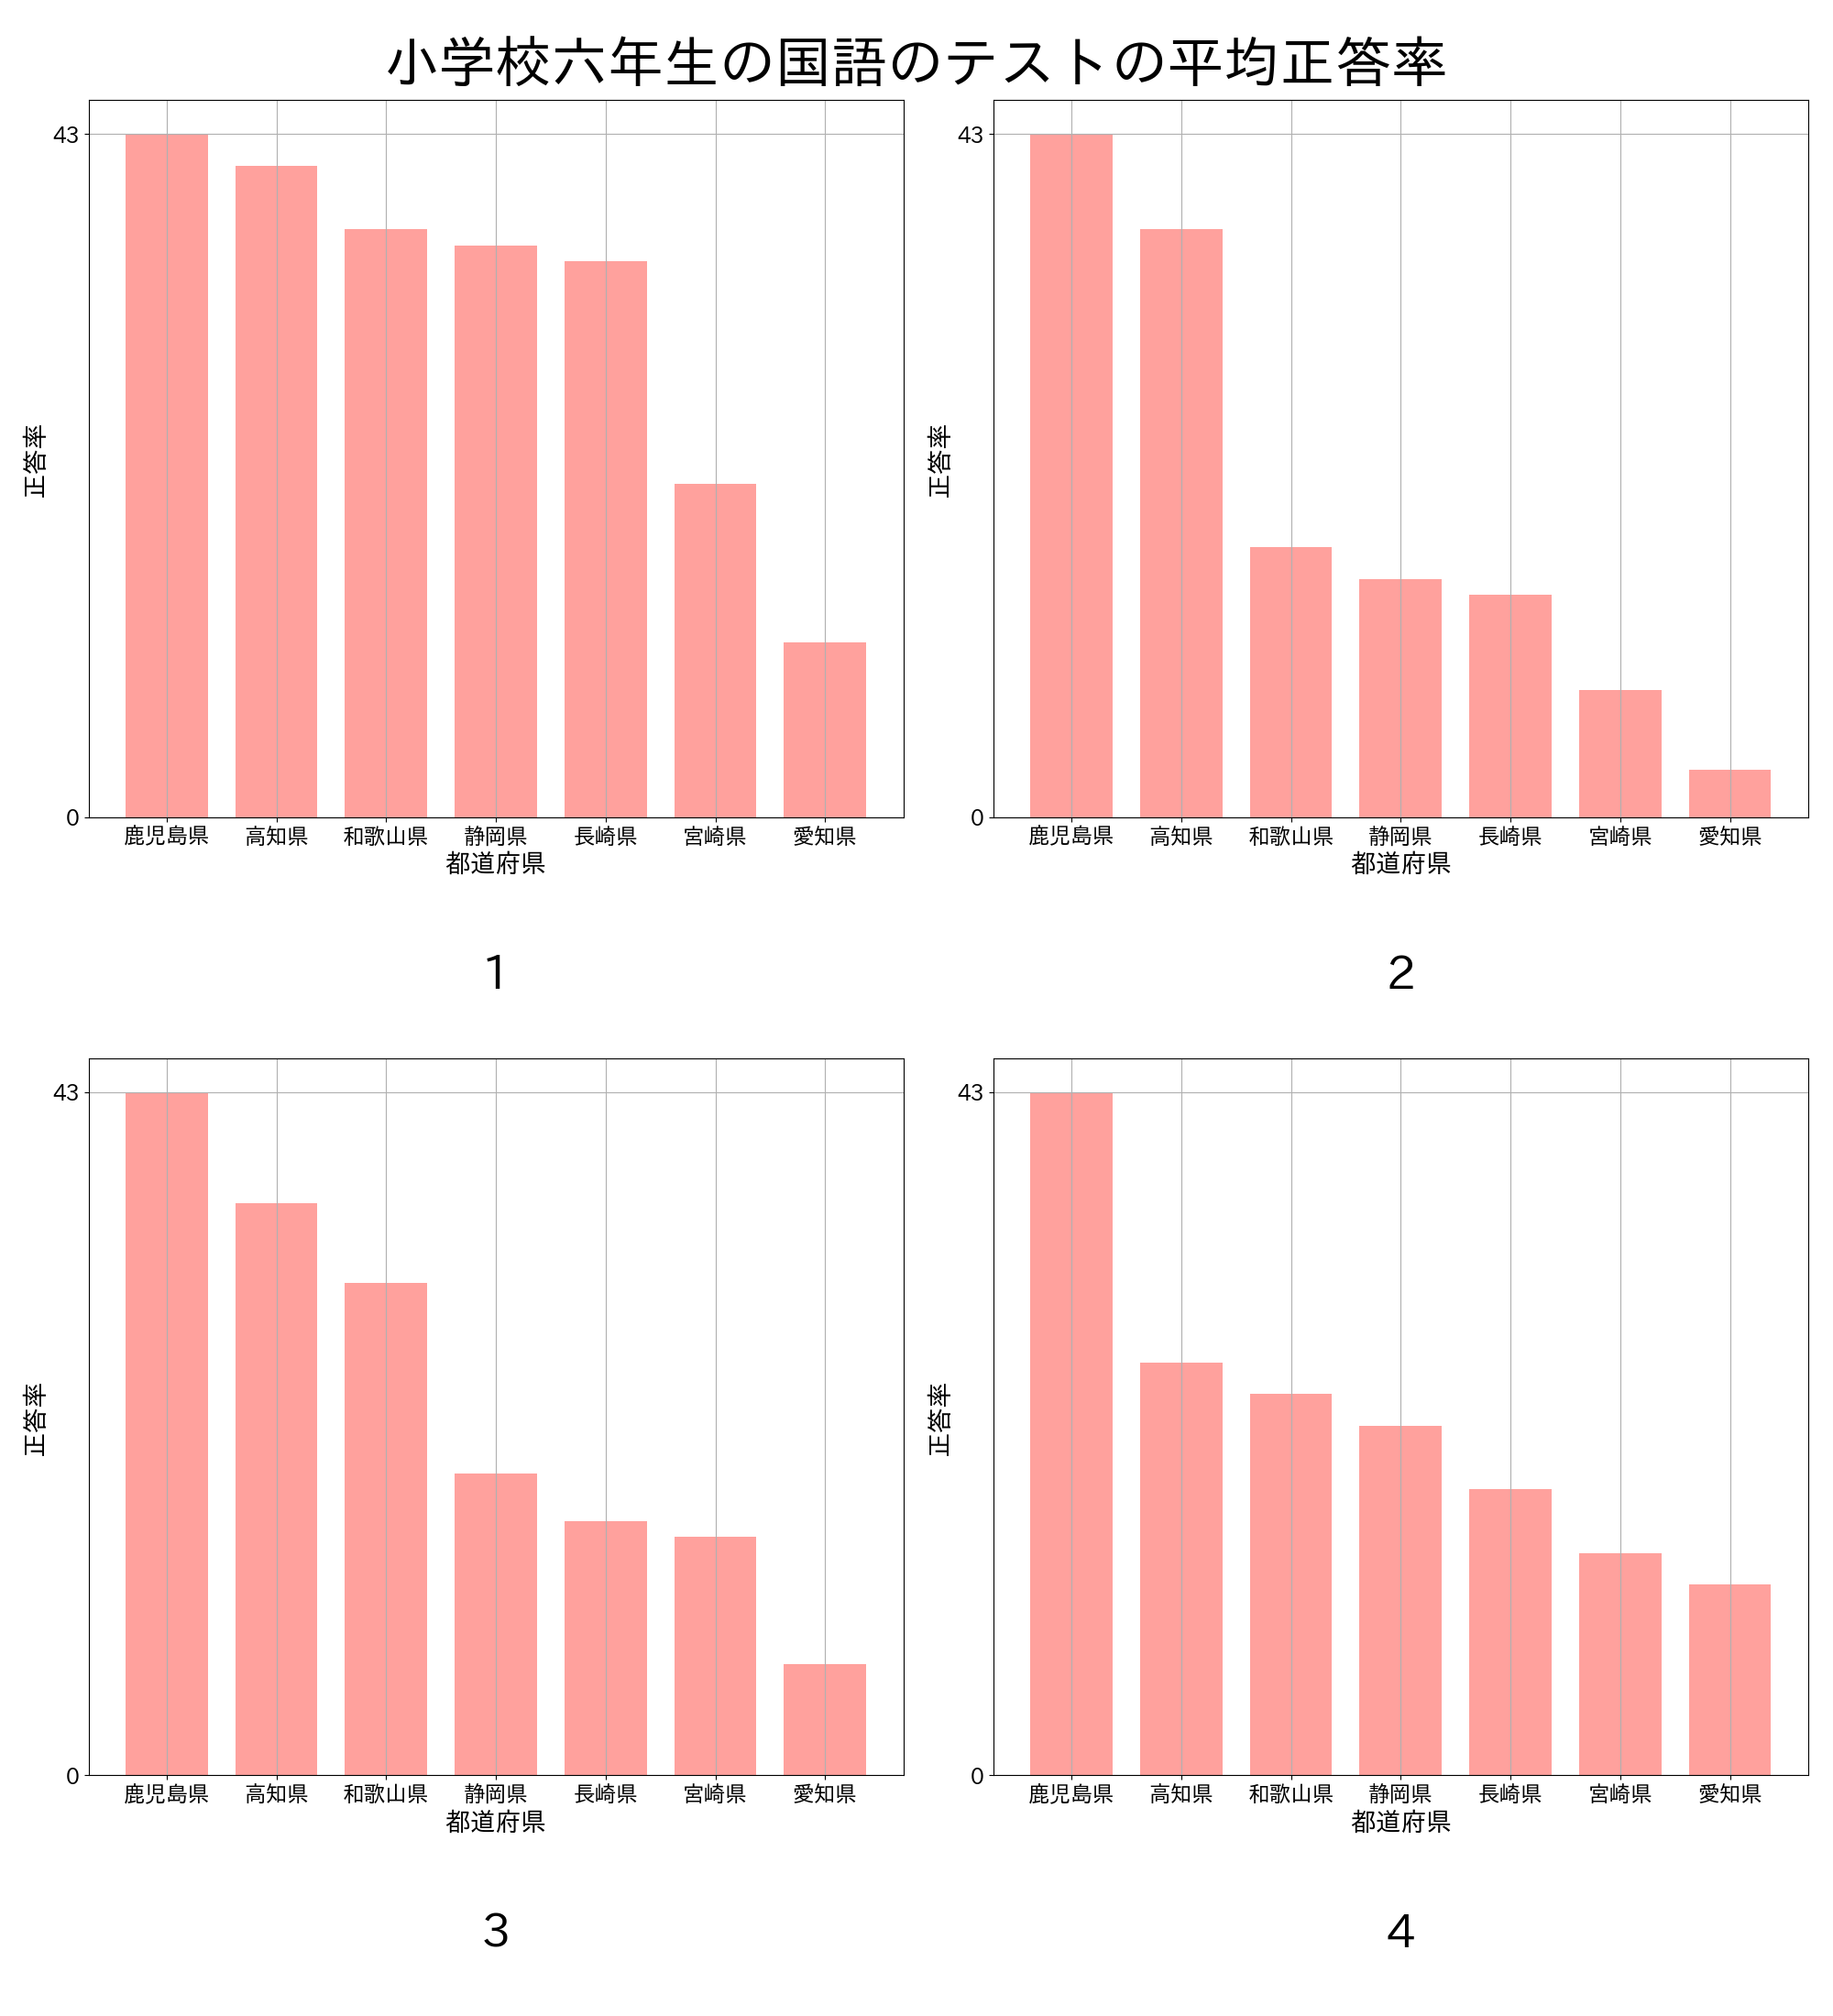 小学校六年生の国語のテストの平均正答率
43
0
正答率
鹿児島県 高知県 和歌山県 静岡県 長崎県 宮崎県 愛知県
都道府県
1
43
0
正答率
鹿児島県 高知県 和歌山県 静岡県 長崎県 宮崎県 愛知県
都道府県
2
43
0
正答率
鹿児島県 高知県 和歌山県 静岡県 長崎県 宮崎県 愛知県
都道府県
3
43
0
正答率
鹿児島県 高知県 和歌山県 静岡県 長崎県 宮崎県 愛知県
都道府県
4